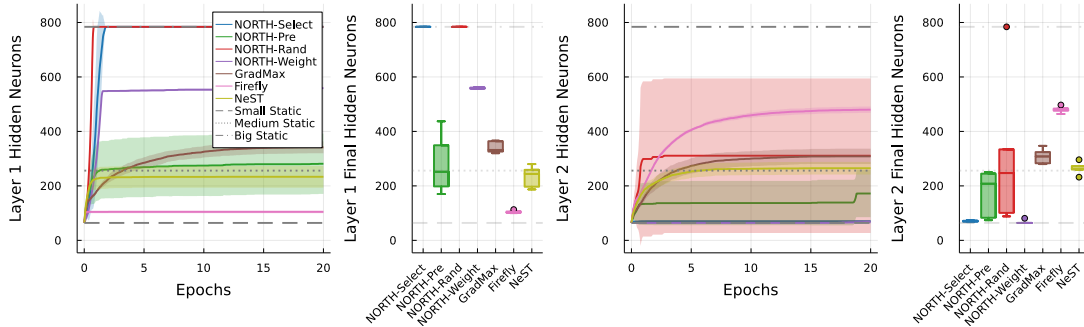 Layer 1 Hidden Neurons
800
600
400
200
0
0
5
10
15
20
Epochs
NORTH-Select
NORTH-Pre
NORTH-Rand
NORTH-Weight
GradMax
Firefly
NeST
Small Static
Medium Static
Big Static
Layer 1 Final Hidden Neurons
800
600
400
200
0
NORTH-Select
NORTH-Pre
NORTH-Rand
NORTH-Weight
GradMax
Firefly
NeST
Layer 2 Hidden Neurons
800
600
400
200
0
0
5
10
15
20
Epochs
Layer 2 Final Hidden Neurons
800
600
400
200
0
NORTH-Select
NORTH-Pre
NORTH-Rand
NORTH-Weight
GradMax
Firefly
NeST